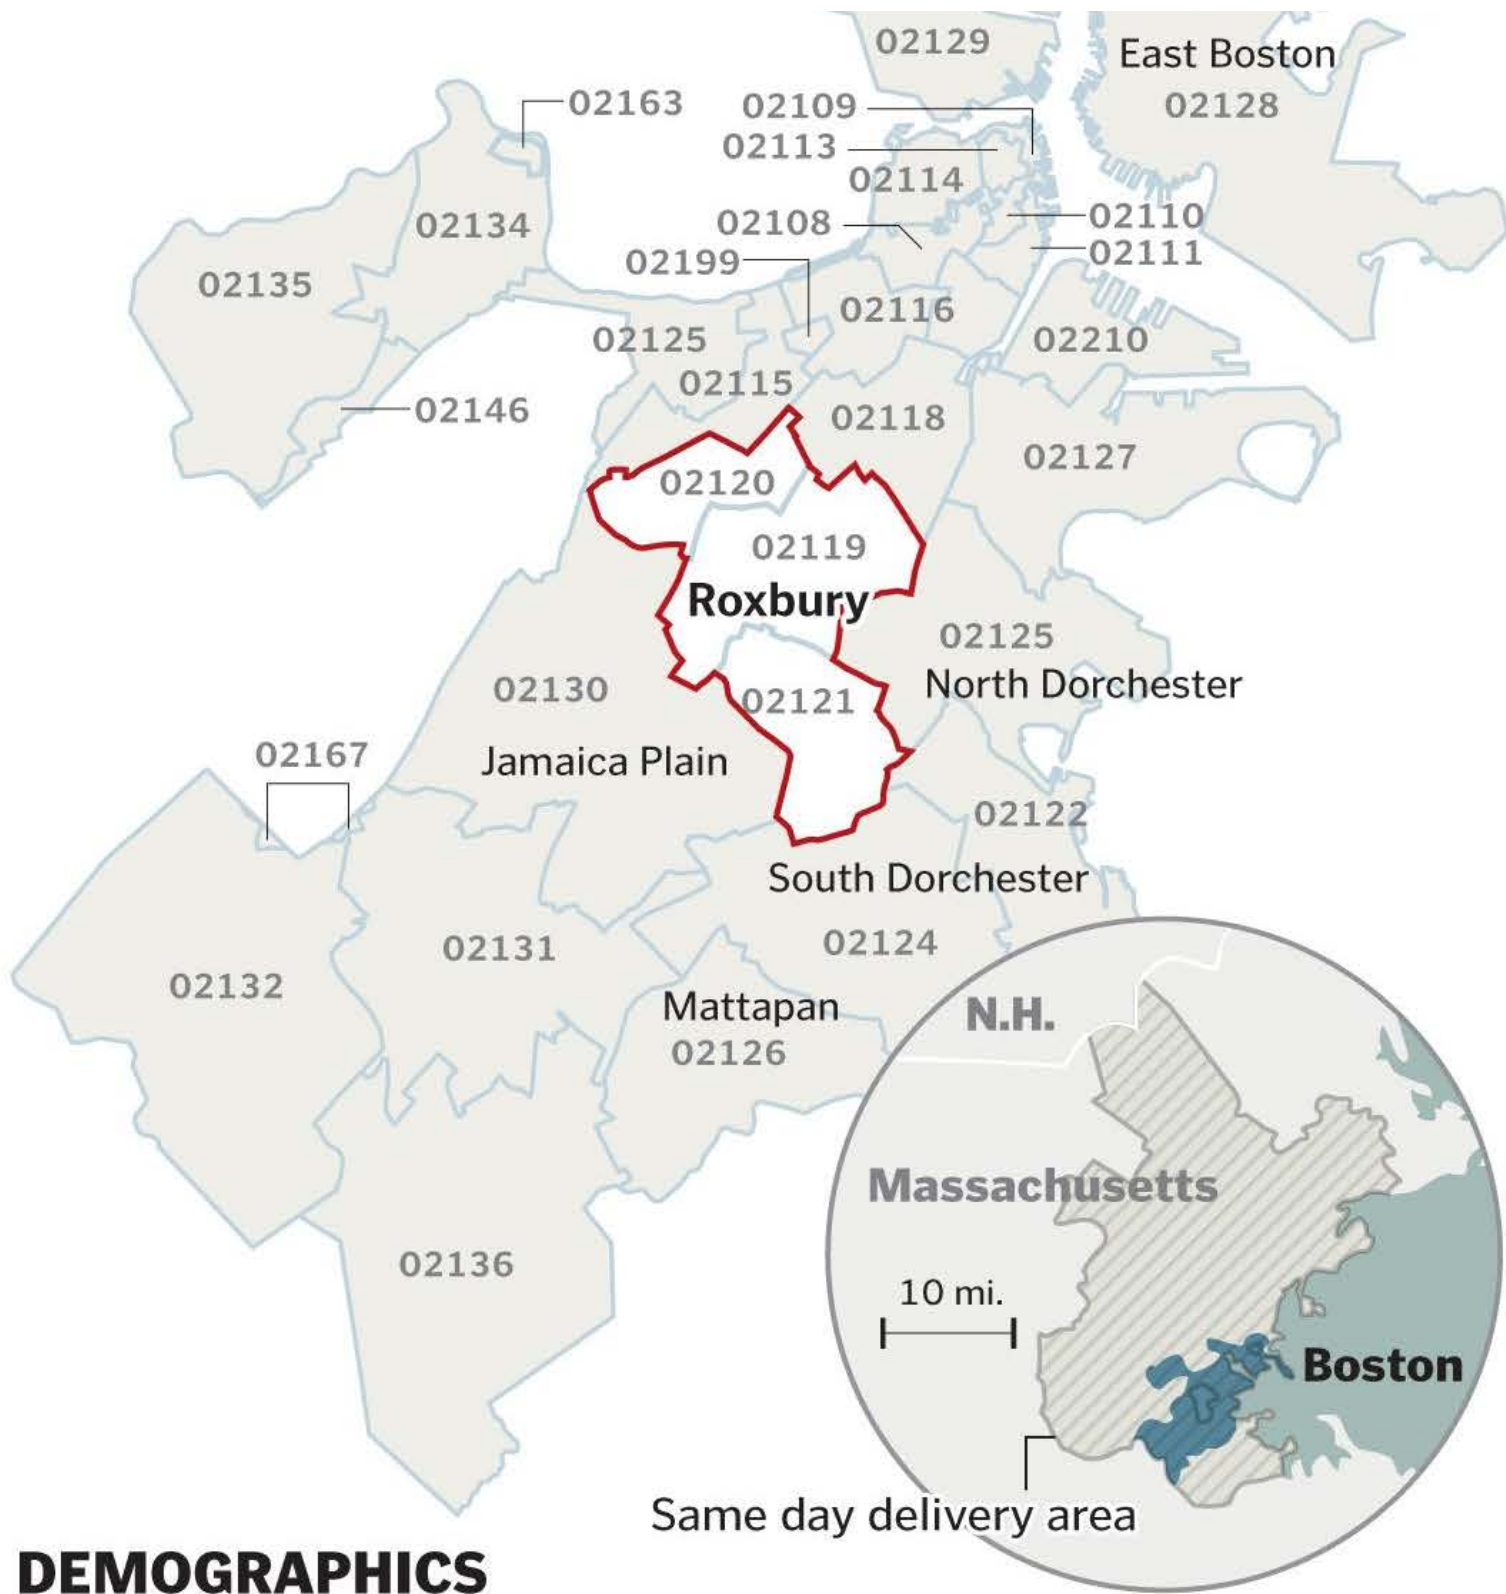 02129
East Boston
02163
02109
02128
02113
02114
02134
02108
02110
02199
02111
02135
02116
02125
02210
02115
02146
02118
02127
02120
02119
Roxbury
02125
02130
North Dorchester
02121
02167
Jamaica Plain
02122
South Dorchester
02131
02124
02132
Mattapan
N.H.
02126
Massachusetts
02136
10 mi.
Boston
Same day delivery area
DEMOGRAPHICS